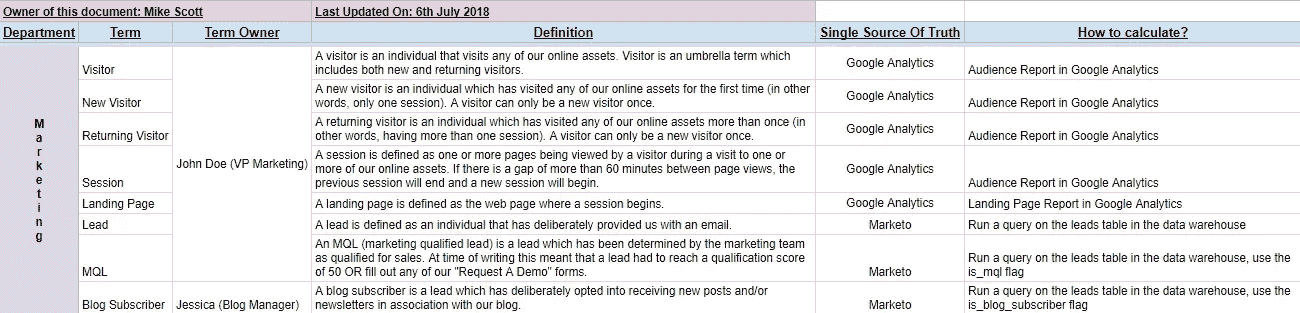 Owner of this document: Mike Scott Last Updated On: 6th July 2018
Department Term Term Owner Definition Single Source Of Truth How to calculate?
Marketing
John Doe (VP Marketing)
Visitor
A visitor is an individual that visits any of our online assets. Visitor is an umbrella term which
includes both new and returning visitors.
Google Analytics
Audience Report in Google Analytics
New Visitor
A new visitor is an individual which has visited any of our online assets for the first time (in other
words, only one session). A visitor can only be a new visitor once.
Google Analytics
Audience Report in Google Analytics
Returning Visitor
A returning visitor is an individual which has visited any of our online assets more than once (in
other words, having more than one session). A visitor can only be a new visitor once.
Google Analytics
Audience Report in Google Analytics
Session
A session is defined as one or more pages being viewed by a visitor during a visit to one or
more of our online assets. If there is a gap of more than 60 minutes between page views, the
previous session will end and a new session will begin.
Google Analytics
Audience Report in Google Analytics
Landing Page
A landing page is defined as the web page where a session begins.
Google Analytics
Landing Page Report in Google Analytics
Lead
A lead is defined as an individual that has deliberately provided us with an email.
Marketo
Run a query on the leads table in the data warehouse
MQL
An MQL (marketing qualified lead) is a lead which has been determined by the marketing team
as qualified for sales. At time of writing this meant that a lead had to reach a qualification score
of 50 OR fill out any of our "Request A Demo" forms.
Marketo
Run a query on the leads table in the data warehouse, use the
is_mql flag
Blog Subscriber
Jessica (Blog Manager)
A blog subscriber is a lead which has deliberately opted into receiving new posts and/or
newsletters in association with our blog.
Marketo
Run a query on the leads table in the data warehouse, use the
is_blog_subscriber flag